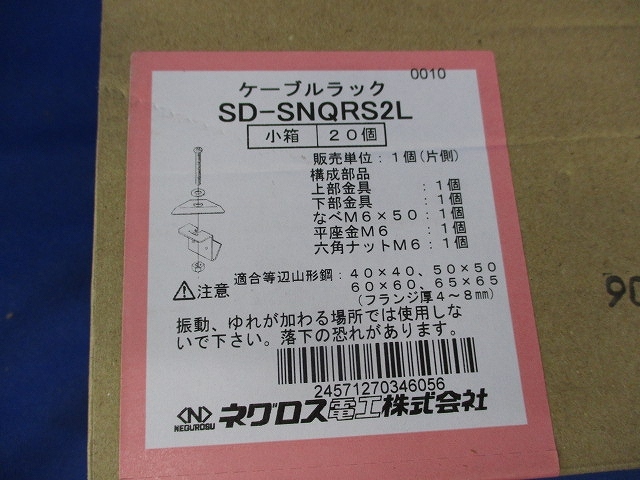 0010
ケーブルラック
SD-SNQRS2L
小箱 20個
販売単位:1個(片側)
構成部品
上部金具 :1個
下部金具 :1個
なべM6×50:1個
平座金M6 :1個
六角ナットM6:1個
適合等辺山形鋼:40×40、50×50
60×60、65×65
(フランジ厚4~8mm)
注意
振動、ゆれが加わる場所では使用しな
いで下さい。落下の恐れがあります。
24571270346056
N
NEGUROSU
ネグロス電工株式会社
90